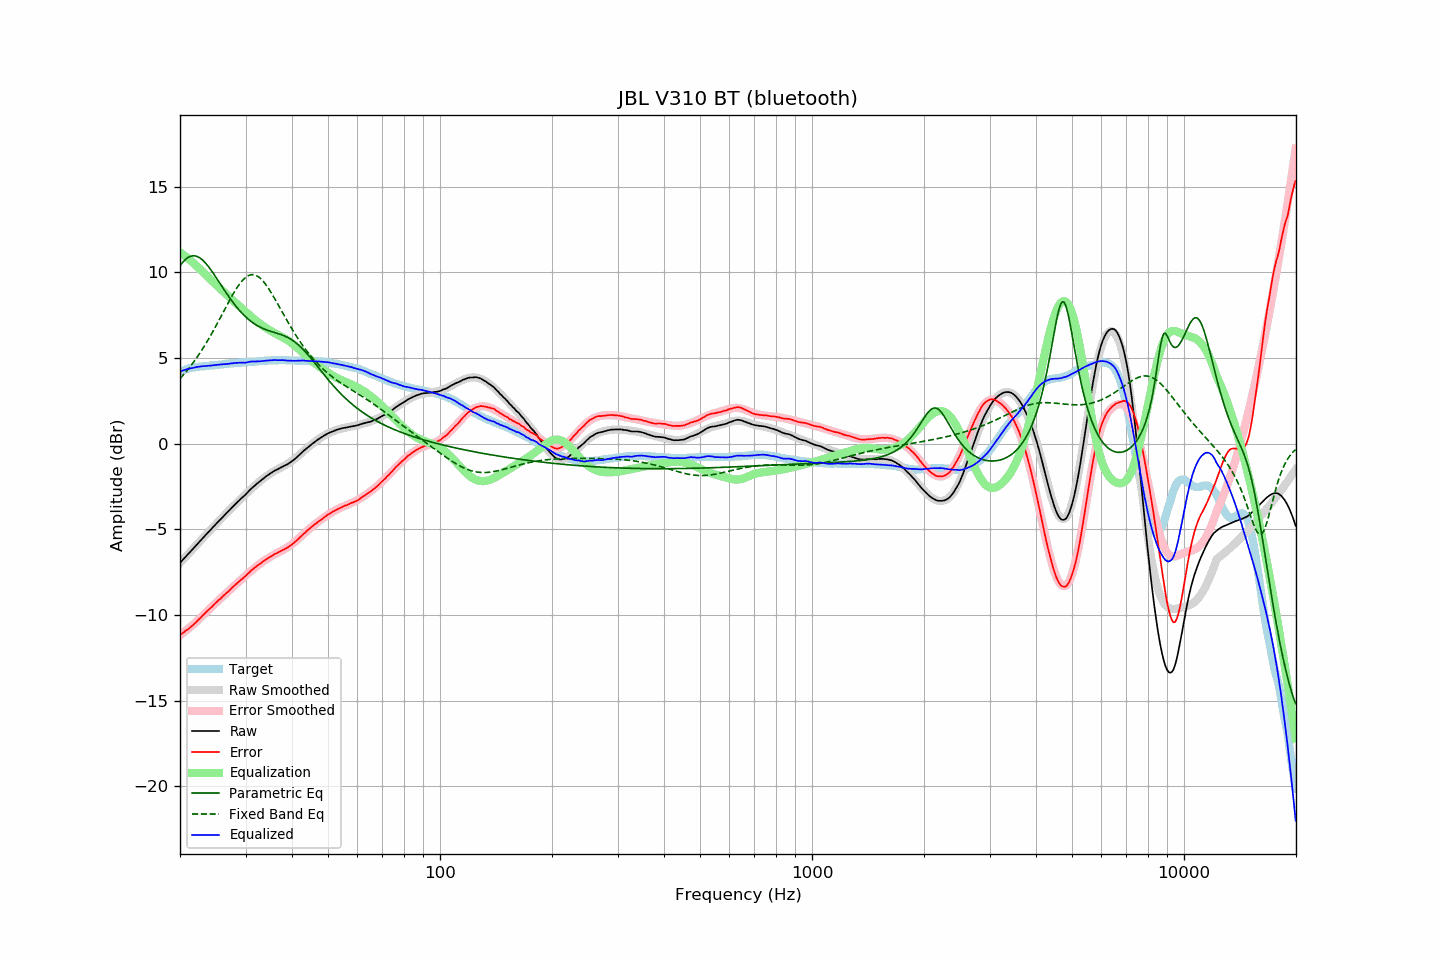 JBL V310 BT (bluetooth)
Amplitude (dBr)
15
10
5
0
−5
−10
−15
−20
Target
Raw Smoothed
Error Smoothed
Raw
Error
Equalization
Parametric Eq
Fixed Band Eq
Equalized
100
1000
10000
Frequency (Hz)